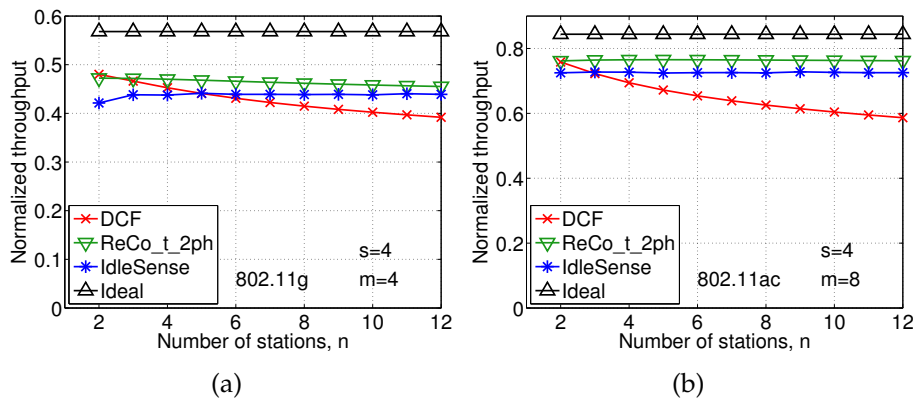 0.6
0.5
0.4
0.3
0.2
0.1
0
Normalized throughput
DCF
ReCo_t_2ph
IdleSense
Ideal
802.11g
s=4
m=4
2 4 6 8 10 12
Number of stations, n
(a)
0.8
0.6
0.4
0.2
0
Normalized throughput
DCF
ReCo_t_2ph
IdleSense
Ideal
802.11ac
s=4
m=8
2 4 6 8 10 12
Number of stations, n
(b)